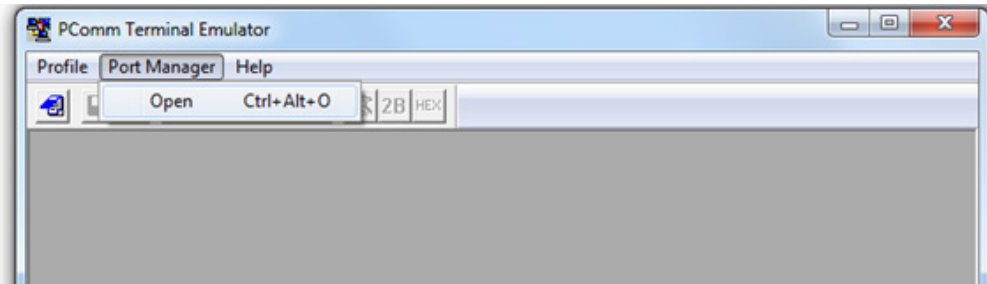 PComm Terminal Emulator
Profile Port Manager Help
Open Ctrl+Alt+O
2B HEX